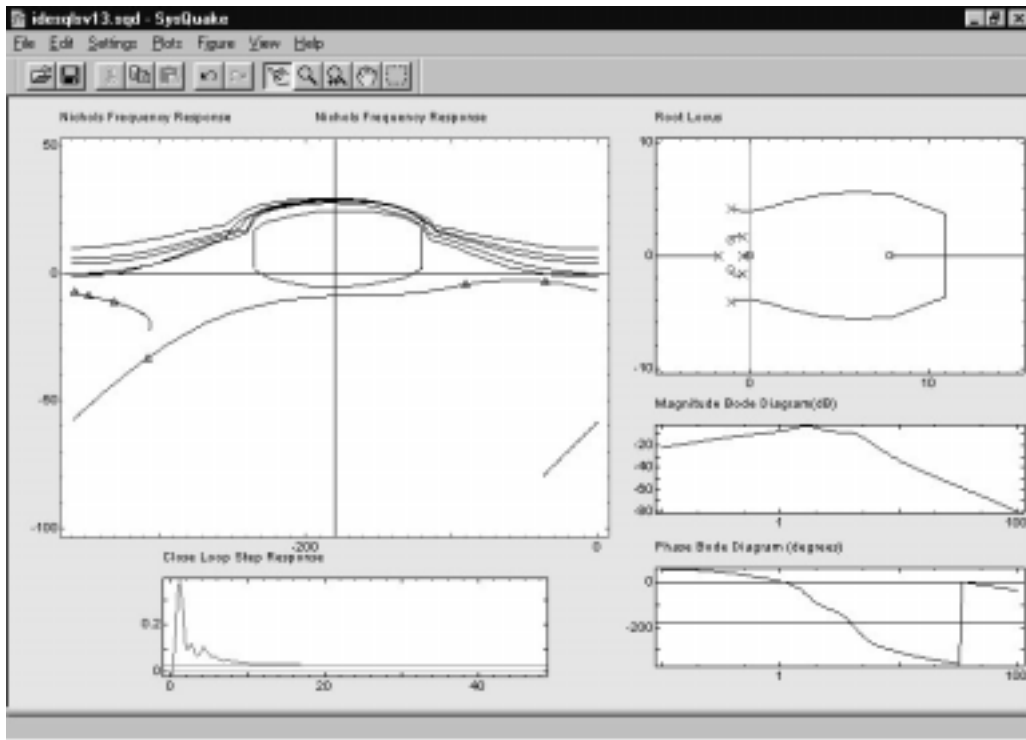 idesqlsv13.sqd - SysQuake
File Edit Settings Plots Figure View Help
Nichols Frequency Response Nichols Frequency Response
50
0
-50
-100
-200 0
Root Locus
10
0
-10
0 10
Magnitude Bode Diagram(dB)
-20
-40
-60
-80
1 100
Close Loop Step Response
0.2
0
0 20 40
Phase Bode Diagram (degrees)
0
-200
1 100